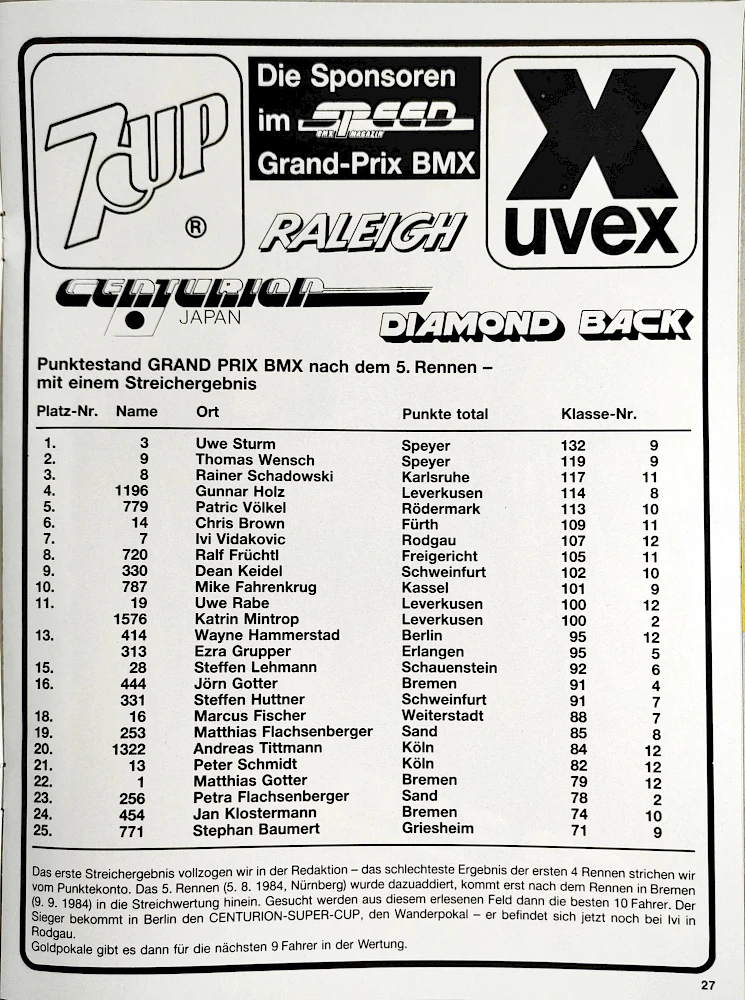 7up
®
Die Sponsoren
im SPEED
BMX MAGAZIN
Grand-Prix BMX
X
uvex
RALEIGH
CENTURION
JAPAN
DIAMOND BACK
Punktestand GRAND PRIX BMX nach dem 5. Rennen –
mit einem Streichergebnis
Platz-Nr. Name Ort Punkte total Klasse-Nr.
1. 3 Uwe Sturm Speyer 132 9
2. 9 Thomas Wensch Speyer 119 9
3. 8 Rainer Schadowski Karlsruhe 117 11
4. 1196 Gunnar Holz Leverkusen 114 8
5. 779 Patric Völkel Rödermark 113 10
6. 14 Chris Brown Fürth 109 11
7. 7 Ivi Vidakovic Rodgau 107 12
8. 720 Ralf Früchtl Freigericht 105 11
9. 330 Dean Keidel Schweinfurt 102 10
10. 787 Mike Fahrenkrug Kassel 101 9
11. 19 Uwe Rabe Leverkusen 100 12
1576 Katrin Mintrop Leverkusen 100 2
13. 414 Wayne Hammerstad Berlin 95 12
313 Ezra Grupper Erlangen 95 5
15. 28 Steffen Lehmann Schauenstein 92 6
16. 444 Jörn Gotter Bremen 91 4
331 Steffen Huttner Schweinfurt 91 7
18. 16 Marcus Fischer Weiterstadt 88 7
19. 253 Matthias Flachsenberger Sand 85 8
20. 1322 Andreas Tittmann Köln 84 12
21. 13 Peter Schmidt Köln 82 12
22. 1 Matthias Gotter Bremen 79 12
23. 256 Petra Flachsenberger Sand 78 2
24. 454 Jan Klostermann Bremen 74 10
25. 771 Stephan Baumert Griesheim 71 9
Das erste Streichergebnis vollzogen wir in der Redaktion – das schlechteste Ergebnis der ersten 4 Rennen strichen wir
vom Punktekonto. Das 5. Rennen (5. 8. 1984, Nürnberg) wurde dazuaddiert, kommt erst nach dem Rennen in Bremen
(9. 9. 1984) in die Streichwertung hinein. Gesucht werden aus diesem erlesenen Feld dann die besten 10 Fahrer. Der
Sieger bekommt in Berlin den CENTURION-SUPER-CUP, den Wanderpokal – er befindet sich jetzt noch bei Ivi in
Rodgau.
Goldpokale gibt es dann für die nächsten 9 Fahrer in der Wertung.
27